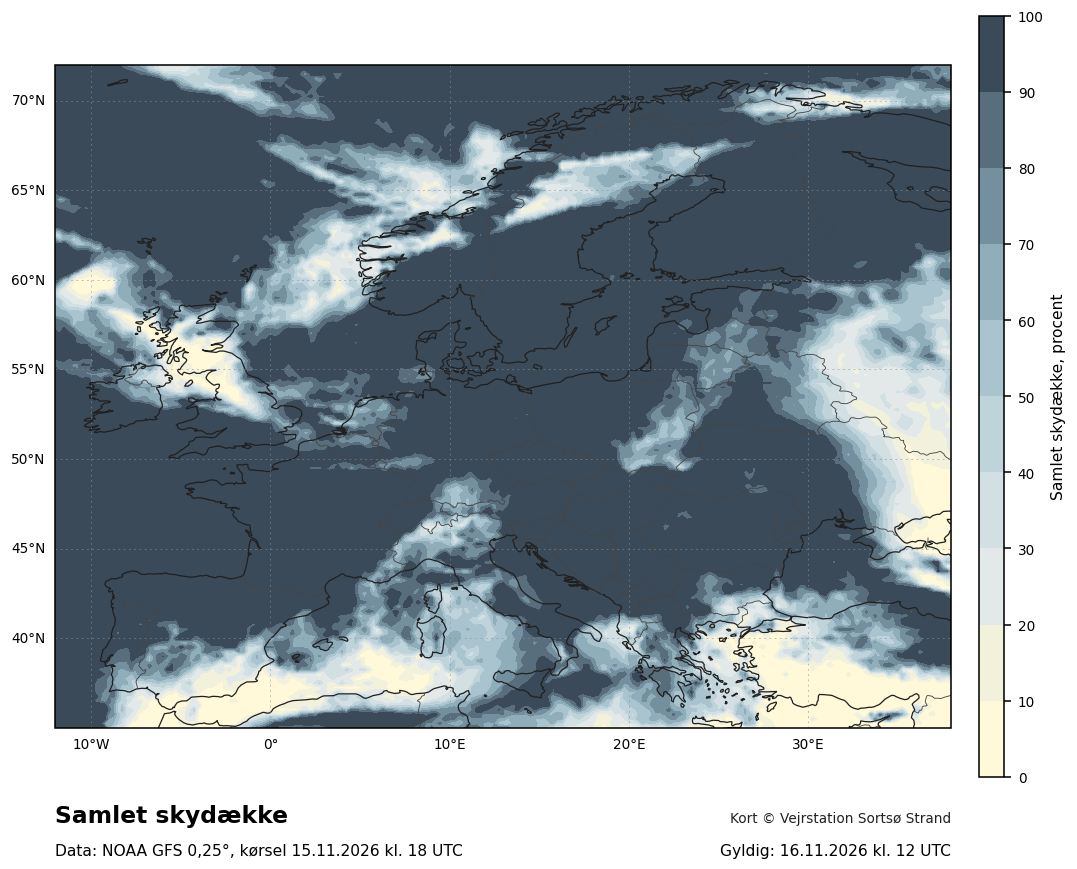 70°N
65°N
60°N
55°N
50°N
45°N
40°N
10°W
0°
10°E
20°E
30°E
100
90
80
70
60
50
40
30
20
10
0
Samlet skydække, procent
Samlet skydække
Kort © Vejrstation Sortsø Strand
Data: NOAA GFS 0,25°, kørsel 15.11.2026 kl. 18 UTC
Gyldig: 16.11.2026 kl. 12 UTC